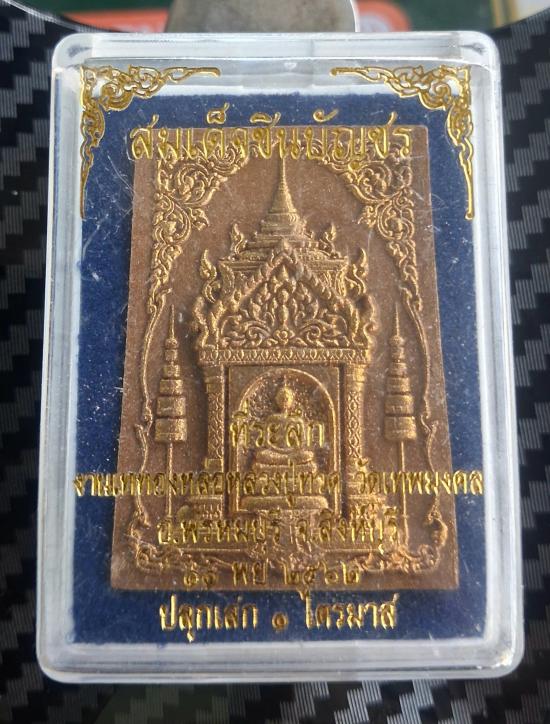 สมเด็จชินบัญชร
ที่ระลึก
งานเททองหล่อหลวงปู่ทวด วัดเทพมงคล
อ.พรหมบุรี จ.สิงห์บุรี
พย ๒๕๖๒
ปลุกเสก ๑ ไตรมาส